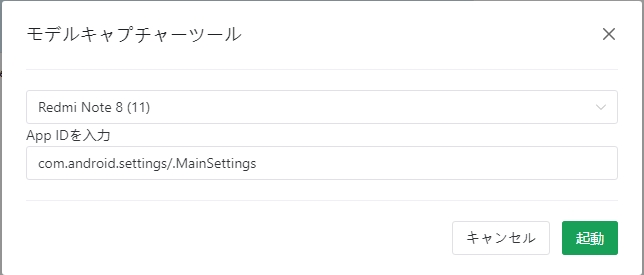 モデルキャプチャーツール
Redmi Note 8 (11)
App IDを入力
com.android.settings/.MainSettings
キャンセル
起動